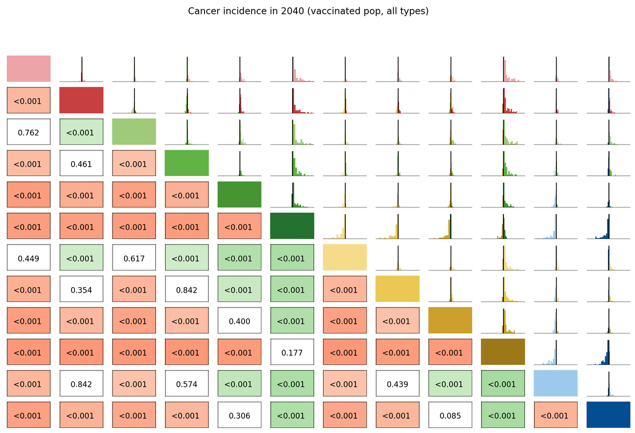 Cancer incidence in 2040 (vaccinated pop, all types)
<0.001
0.762 <0.001
<0.001 0.461 <0.001
<0.001 <0.001 <0.001 <0.001
<0.001 <0.001 <0.001 <0.001 <0.001
0.449 <0.001 0.617 <0.001 <0.001 <0.001
<0.001 0.354 <0.001 0.842 <0.001 <0.001 <0.001
<0.001 <0.001 <0.001 <0.001 0.400 <0.001 <0.001 <0.001
<0.001 <0.001 <0.001 <0.001 <0.001 0.177 <0.001 <0.001 <0.001
<0.001 0.842 <0.001 0.574 <0.001 <0.001 <0.001 0.439 <0.001 <0.001
<0.001 <0.001 <0.001 <0.001 0.306 <0.001 <0.001 <0.001 0.085 <0.001 <0.001